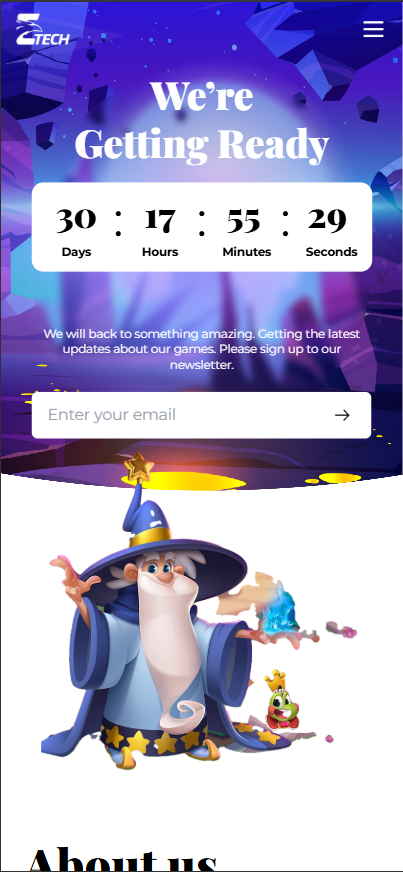 ZTECH
We're
Getting Ready
30 : 17 : 55 : 29
Days Hours Minutes Seconds
We will back to something amazing. Getting the latest
updates about our games. Please sign up to our
newsletter.
Enter your email
About us